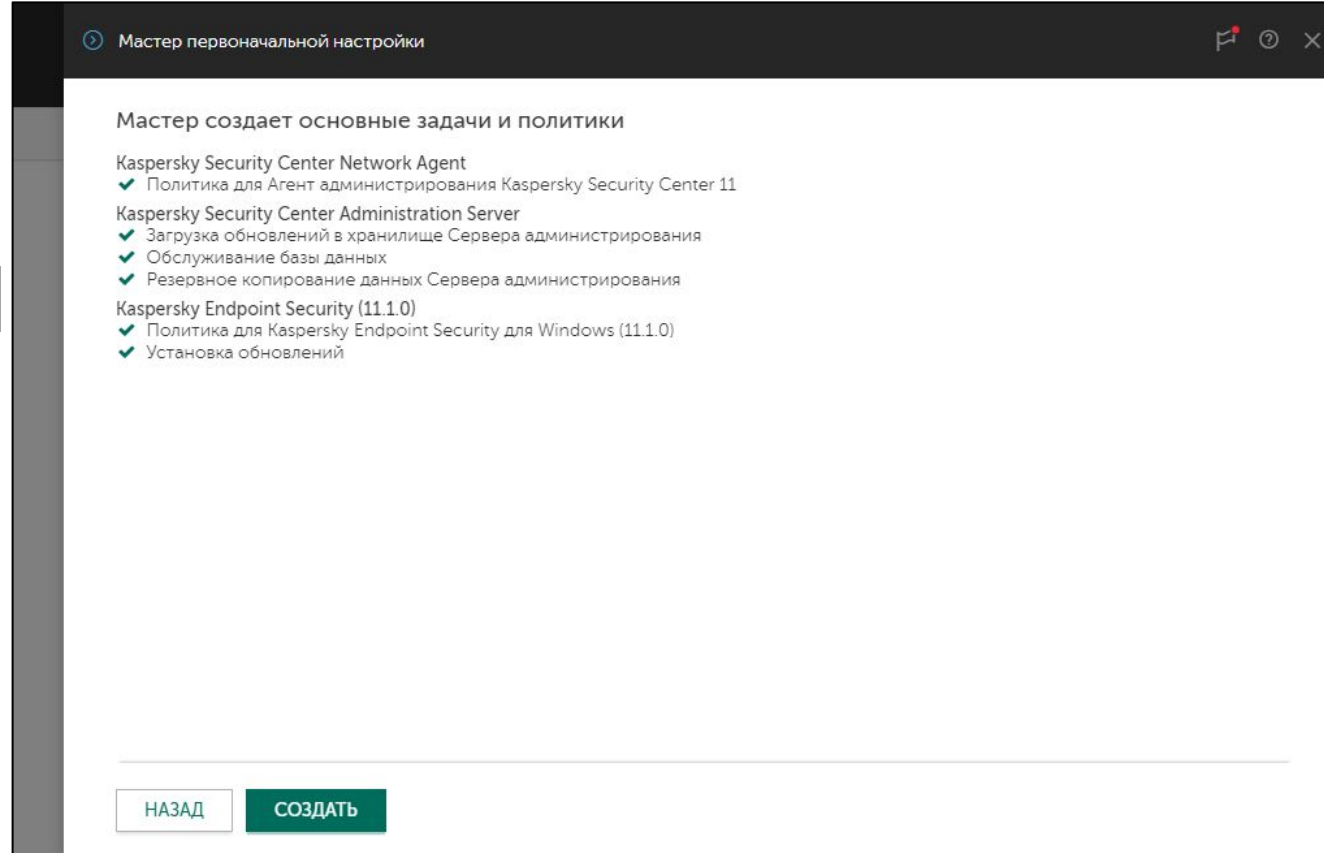 Мастер первоначальной настройки
Мастер создает основные задачи и политики
Kaspersky Security Center Network Agent
Политика для Агент администрирования Kaspersky Security Center 11
Kaspersky Security Center Administration Server
Загрузка обновлений в хранилище Сервера администрирования
Обслуживание базы данных
Резервное копирование данных Сервера администрирования
Kaspersky Endpoint Security (11.1.0)
Политика для Kaspersky Endpoint Security для Windows (11.1.0)
Установка обновлений
НАЗАД
СОЗДАТЬ